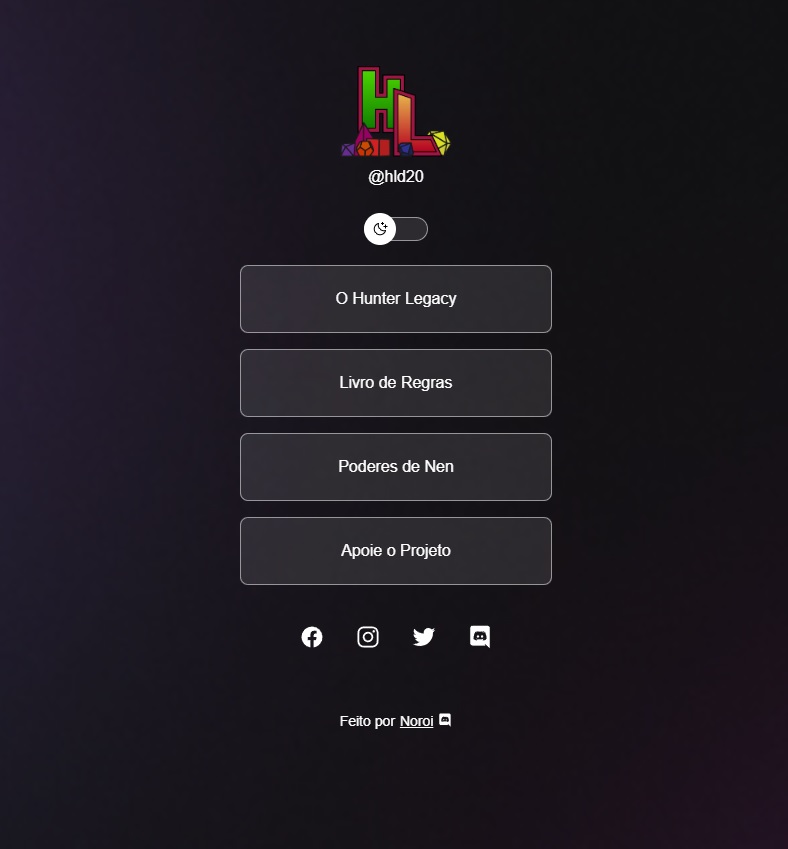 HL
@hld20
O Hunter Legacy
Livro de Regras
Poderes de Nen
Apoie o Projeto
Feito por Noroi